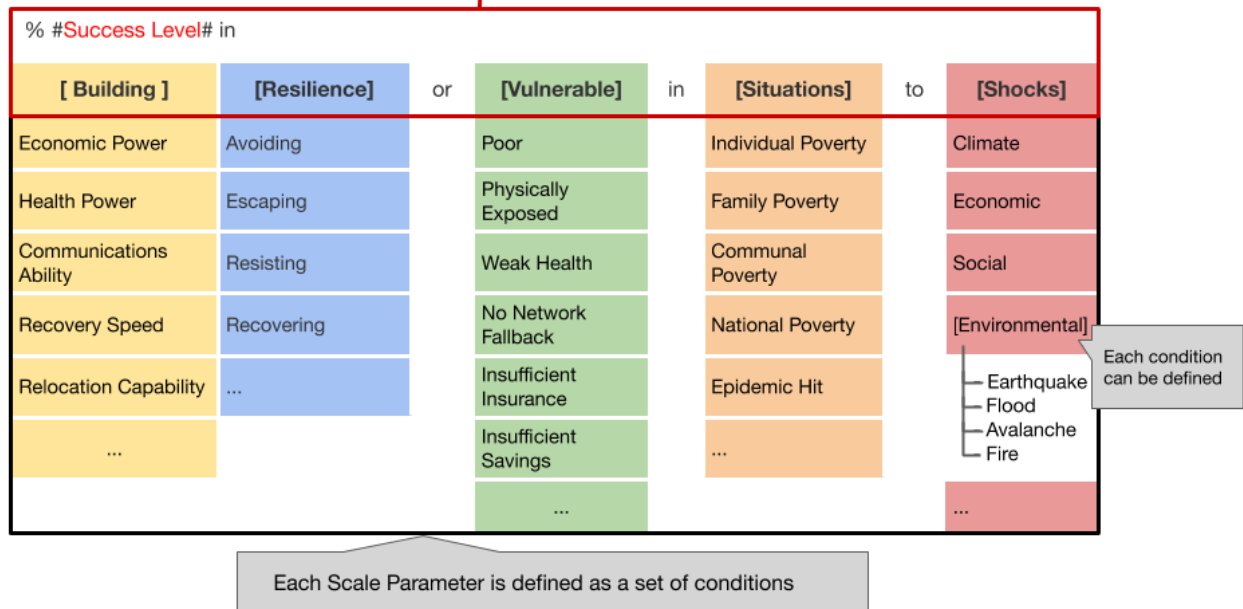 % #Success Level# in
[ Building ] [Resilience] or [Vulnerable] in [Situations] to [Shocks]
Economic Power
Health Power
Communications
Ability
Recovery Speed
Relocation Capability
...
Avoiding
Escaping
Resisting
Recovering
...
Poor
Physically
Exposed
Weak Health
No Network
Fallback
Insufficient
Insurance
Insufficient
Savings
...
Individual Poverty
Family Poverty
Communal
Poverty
National Poverty
Epidemic Hit
...
Climate
Economic
Social
[Environmental]
Earthquake
Flood
Avalanche
Fire
...
Each condition
can be defined
Each Scale Parameter is defined as a set of conditions